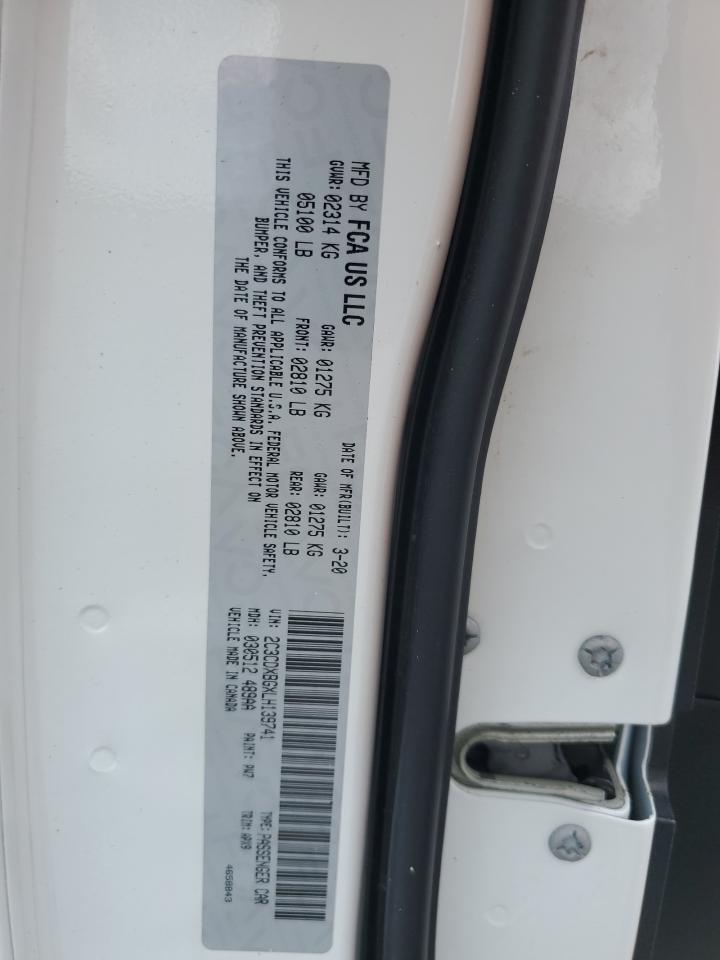 MFD BY FCA US LLC
DATE OF MFR(BUILT): 3-20
GVWR: 02314 KG
GAWR: 01275 KG
GAWR: 01275 KG
05100 LB
FRONT: 02810 LB
REAR: 02810 LB
THIS VEHICLE CONFORMS TO ALL APPLICABLE U.S.A. FEDERAL MOTOR VEHICLE SAFETY,
BUMPER, AND THEFT PREVENTION STANDARDS IN EFFECT ON
THE DATE OF MANUFACTURE SHOWN ABOVE.
VIN: 2C3CDXBGXLH139741
TYPE: PASSENGER CAR
MDH: 030512 489AA
PAINT: PW7
TRIM: APX9
VEHICLE MADE IN CANADA
4658843